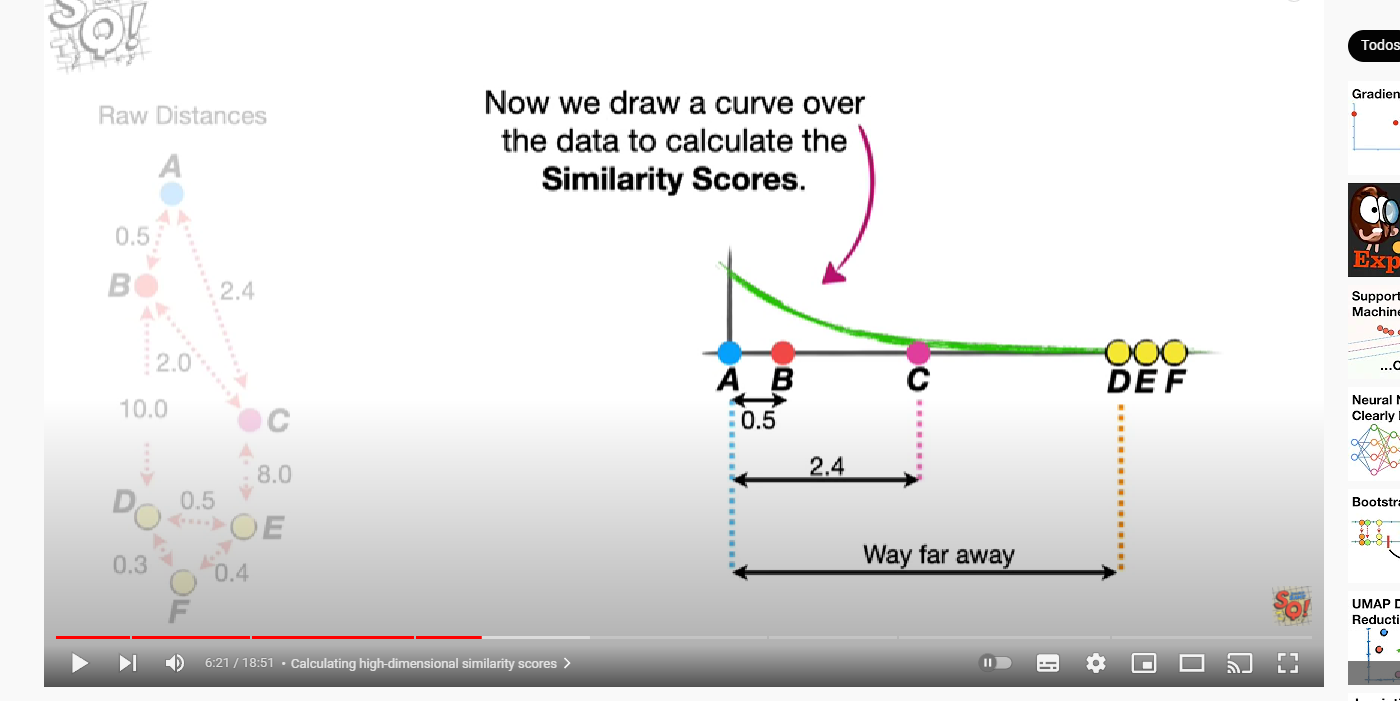 SQ!
Todos
Raw Distances
Now we draw a curve over
the data to calculate the
Similarity Scores.
A
0.5
B
2.4
2.0
10.0
C
8.0
D
0.5
E
0.3
0.4
F
A B C D E F
0.5
2.4
Way far away
SQ!
6:21 / 18:51 • Calculating high-dimensional similarity scores
Gradien
Exp
Support
Machine
...C
Neural N
Clearly
Bootstra
UMAP D
Reducti